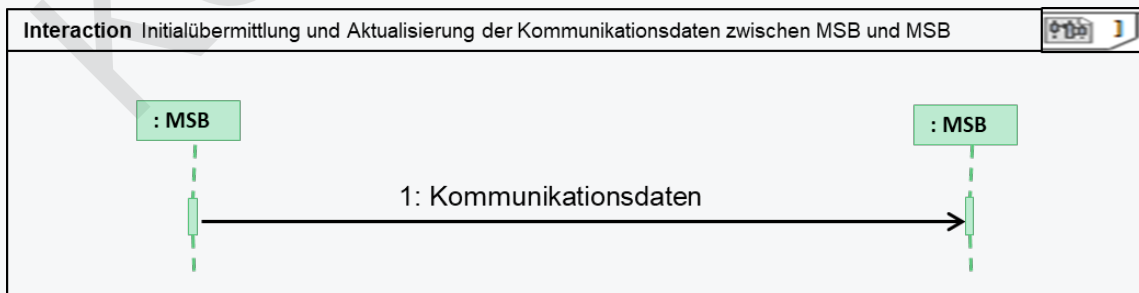 Interaction Initialübermittlung und Aktualisierung der Kommunikationsdaten zwischen MSB und MSB
: MSB
: MSB
1: Kommunikationsdaten